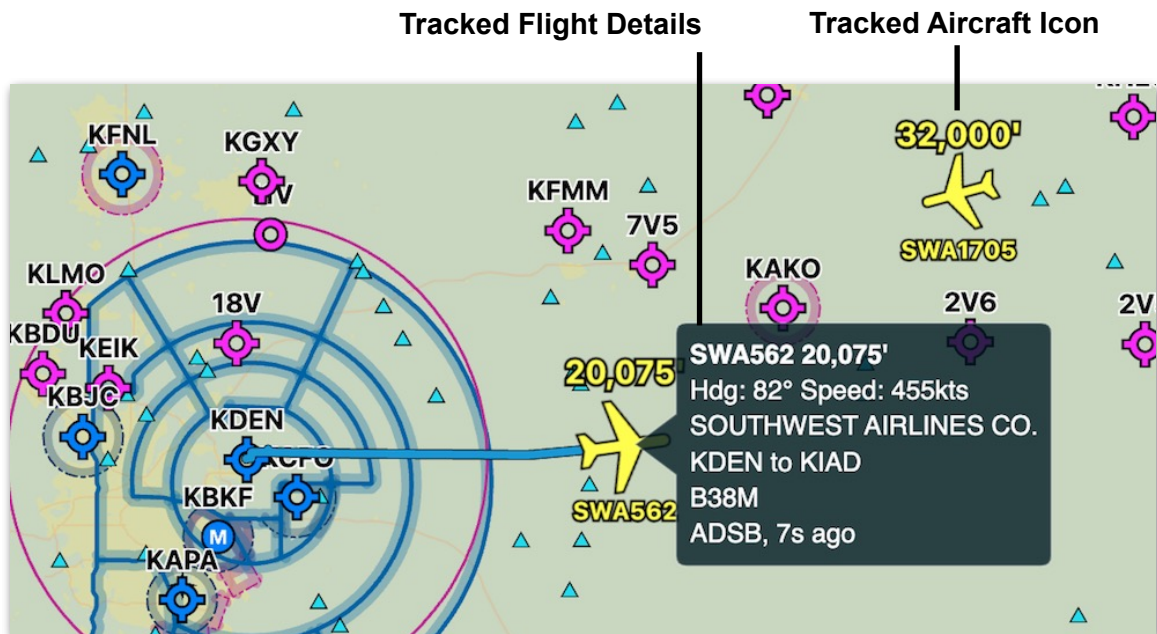 Tracked Flight Details
Tracked Aircraft Icon
KFNL
KGXY
32,000'
KFMM
7V5
SWA1705
KLMO
KAKO
18V
2V6
2V
KBDU
KEIK
SWA562 20,075'
20,075'
Hdg: 82° Speed: 455kts
KBJC
KDEN
SOUTHWEST AIRLINES CO.
KDEN to KIAD
KBKF
B38M
SWA562
ADSB, 7s ago
M
KAPA